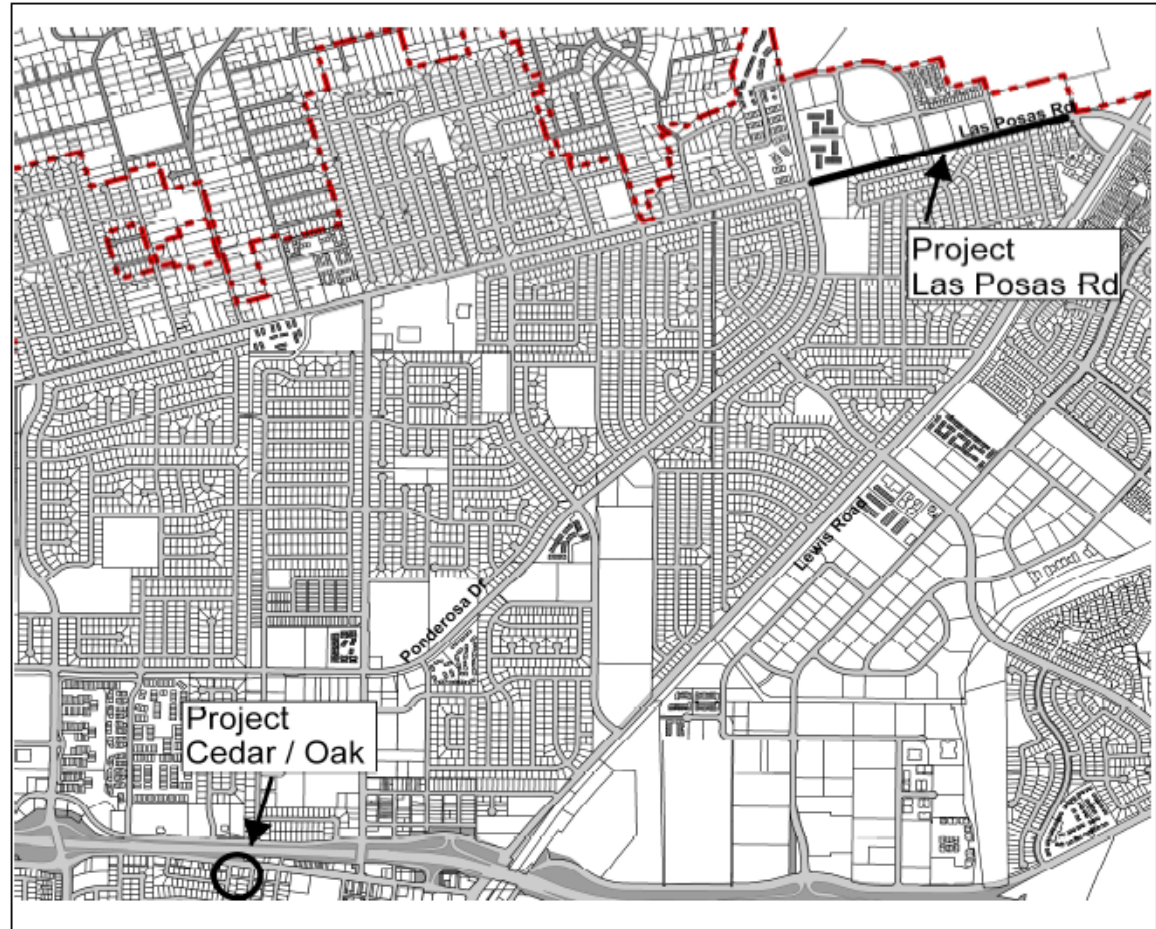 Las Posas Rd
Project
Las Posas Rd
Lewis Road
Ponderosa Dr
Project
Cedar / Oak